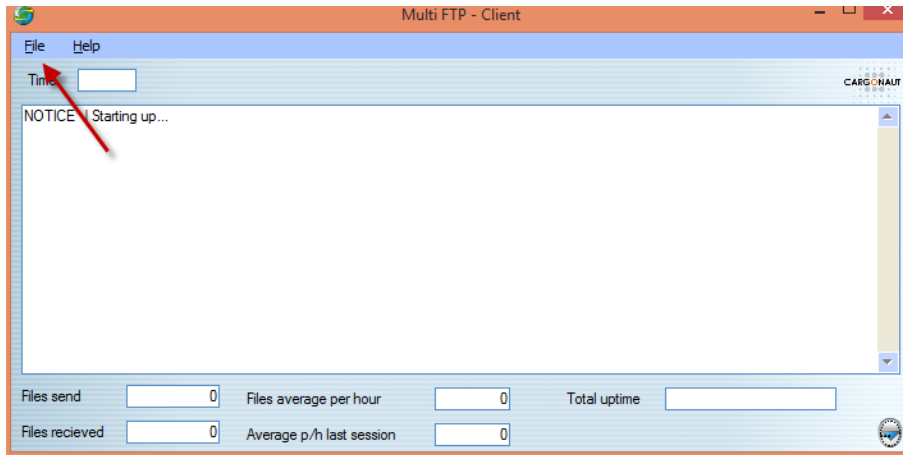 Multi FTP - Client
File Help
Time
CARGONAUT
NOTICE Starting up...
Files send 0 Files average per hour 0 Total uptime
Files recieved 0 Average p/h last session 0